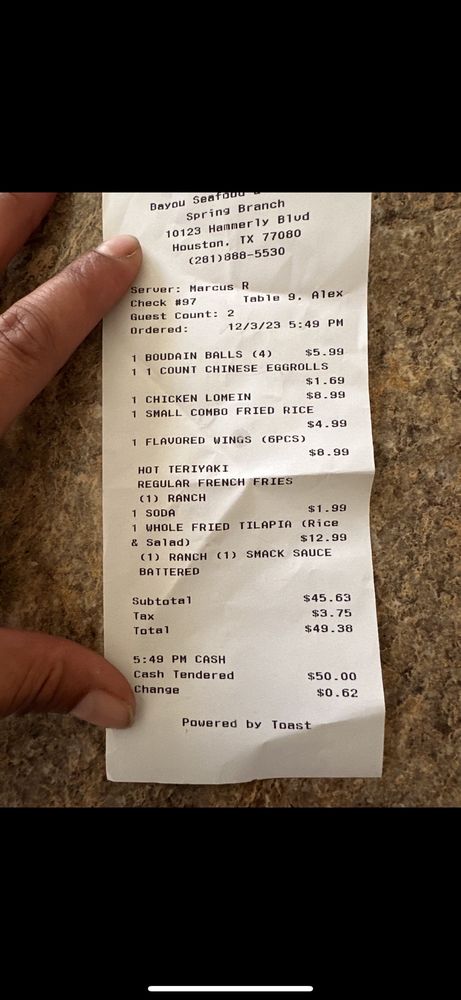 Bayou Seafood
Spring Branch
10123 Hammerly Blvd
Houston, TX 77080
(281)888-5530
Server: Marcus R
Check #97 Table 9, Alex
Guest Count: 2
Ordered: 12/3/23 5:49 PM
1 BOUDAIN BALLS (4) $5.99
1 1 COUNT CHINESE EGGROLLS
$1.69
1 CHICKEN LOMEIN $8.99
1 SMALL COMBO FRIED RICE
$4.99
1 FLAVORED WINGS (6PCS)
$8.99
HOT TERIYAKI
REGULAR FRENCH FRIES
(1) RANCH
1 SODA $1.99
1 WHOLE FRIED TILAPIA (Rice
& Salad) $12.99
(1) RANCH (1) SMACK SAUCE
BATTERED
Subtotal $45.63
Tax $3.75
Total $49.38
5:49 PM CASH
Cash Tendered $50.00
Change $0.62
Powered by Toast